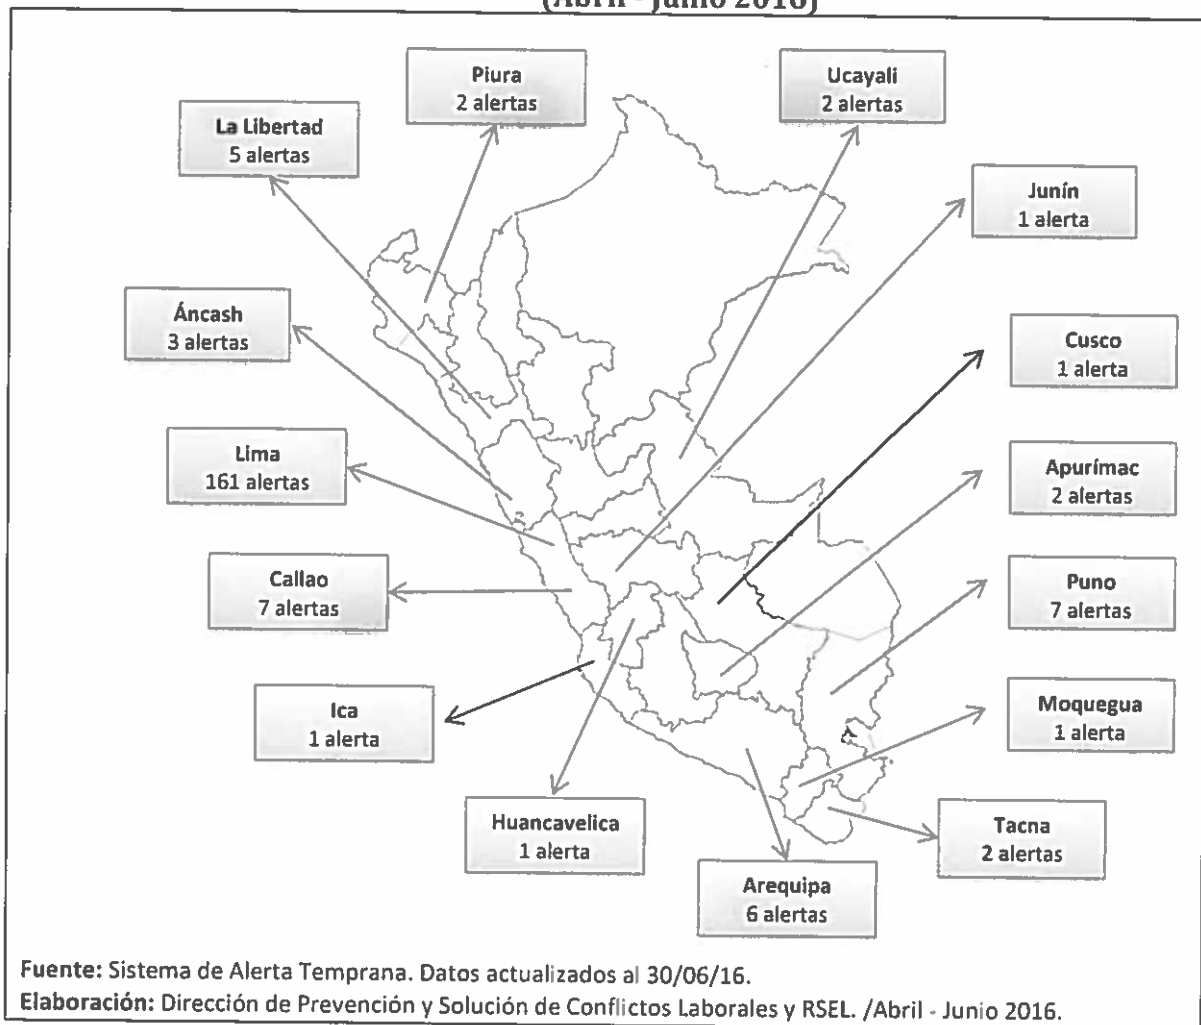 (Abril - Junio 2016)
Piura
2 alertas
Ucayali
2 alertas
La Libertad
5 alertas
Junín
1 alerta
Áncash
3 alertas
Cusco
1 alerta
Lima
161 alertas
Apurímac
2 alertas
Callao
7 alertas
Puno
7 alertas
Ica
1 alerta
Moquegua
1 alerta
Huancavelica
1 alerta
Tacna
2 alertas
Arequipa
6 alertas
Fuente: Sistema de Alerta Temprana. Datos actualizados al 30/06/16.
Elaboración: Dirección de Prevención y Solución de Conflictos Laborales y RSEL. /Abril - Junio 2016.